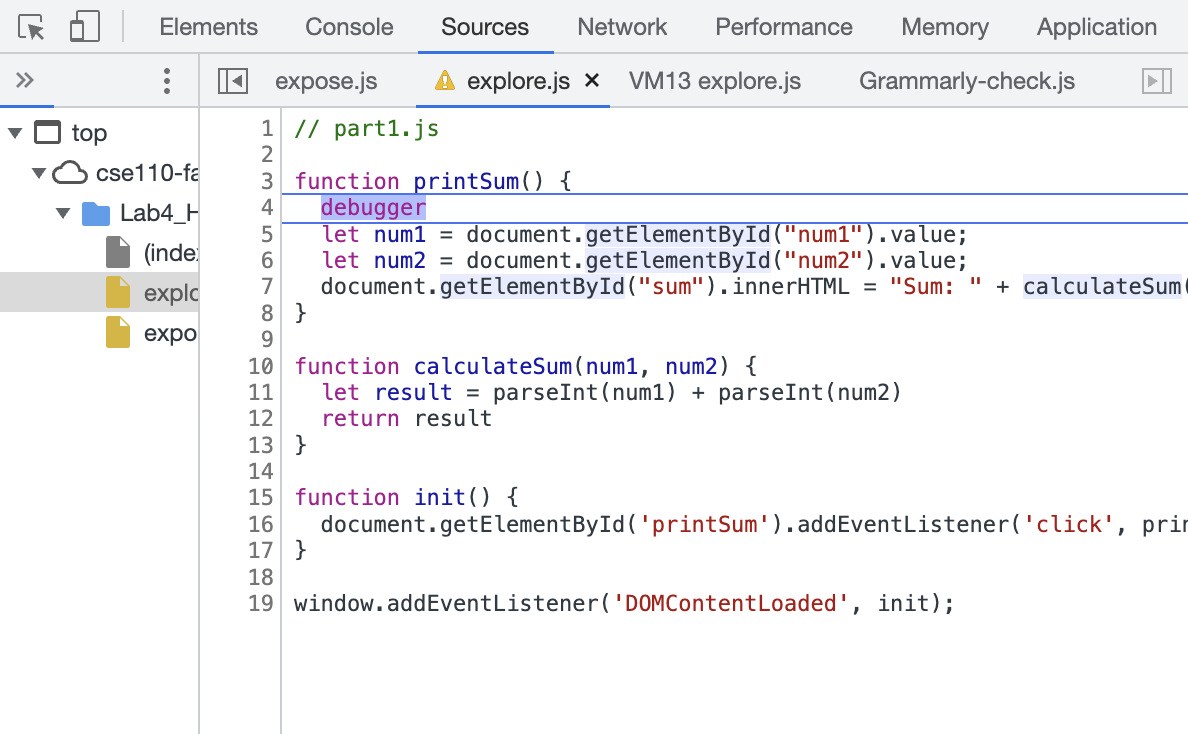 Elements Console Sources Network Performance Memory Application
expose.js explore.js × VM13 explore.js Grammarly-check.js
top
cse110-fa
Lab4_H
(inde
explo
expo
1 // part1.js
2
3 function printSum() {
4 debugger
5 let num1 = document.getElementById("num1").value;
6 let num2 = document.getElementById("num2").value;
7 document.getElementById("sum").innerHTML = "Sum: " + calculateSum(
8 }
9
10 function calculateSum(num1, num2) {
11 let result = parseInt(num1) + parseInt(num2)
12 return result
13 }
14
15 function init() {
16 document.getElementById('printSum').addEventListener('click', prin
17 }
18
19 window.addEventListener('DOMContentLoaded', init);